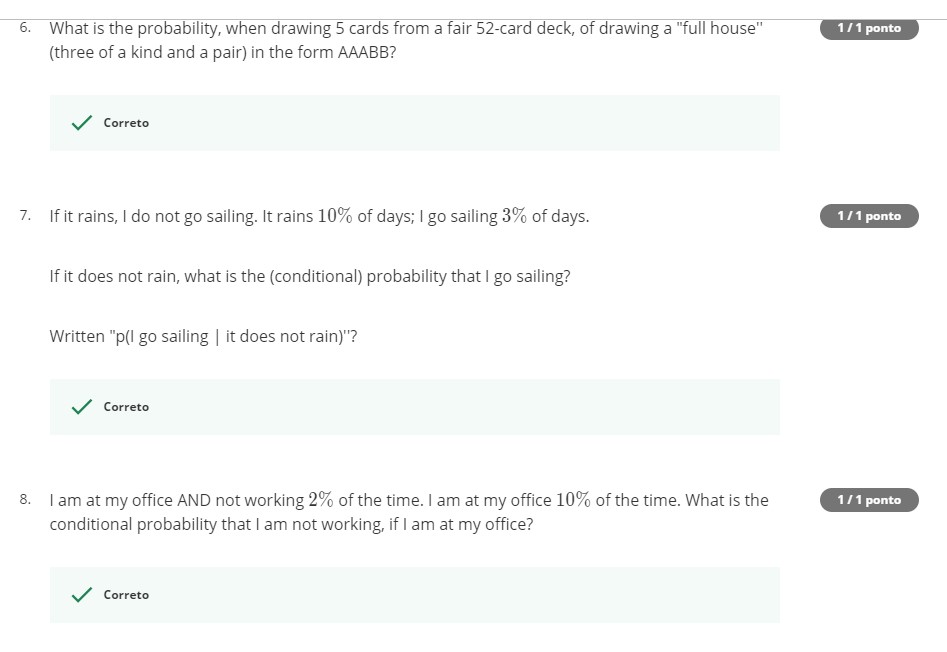 6. What is the probability, when drawing 5 cards from a fair 52-card deck, of drawing a "full house" 1 / 1 ponto
(three of a kind and a pair) in the form AAABB?
Correto
7. If it rains, I do not go sailing. It rains 10% of days; I go sailing 3% of days. 1 / 1 ponto
If it does not rain, what is the (conditional) probability that I go sailing?
Written "p(I go sailing | it does not rain)"?
Correto
8. I am at my office AND not working 2% of the time. I am at my office 10% of the time. What is the 1 / 1 ponto
conditional probability that I am not working, if I am at my office?
Correto